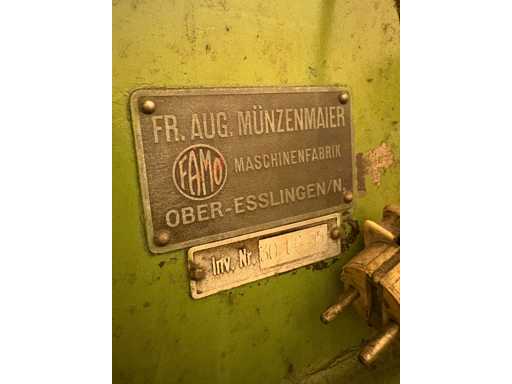 FR. AUG. MÜNZENMAIER
FAMO
MASCHINENFABRIK
OBER-ESSLINGEN/N.
Inv. Nr.